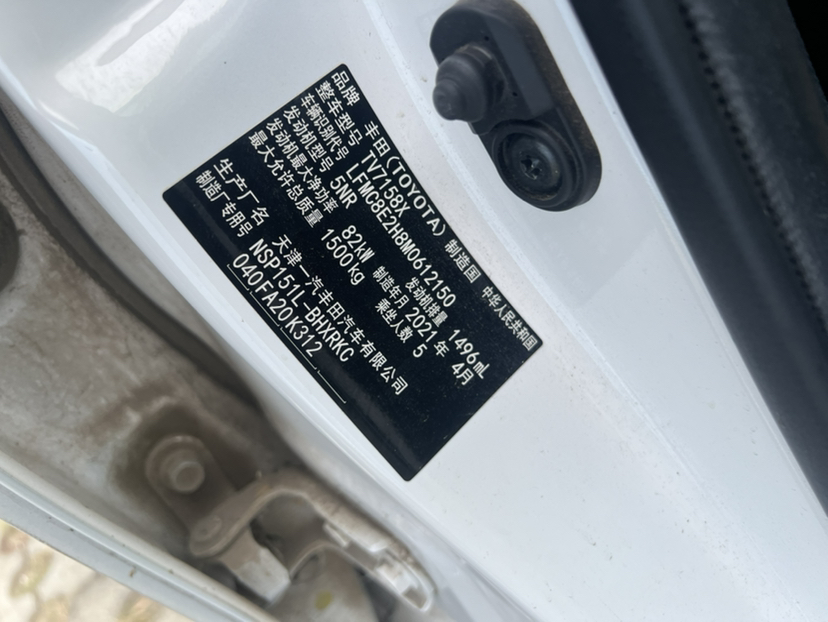 品牌 丰田(TOYOTA) 制造国 中华人民共和国
整车型号 TV7158X
车辆识别代号 LFMC8E2H8M0612150
发动机型号 5NR 发动机排量 1496mL
发动机最大净功率 82kW 制造年月 2021年 4月
最大允许总质量 1500kg 乘坐人数 5
生产厂名 天津一汽丰田汽车有限公司
制造厂专用号 NSP151L-BHXRKC
040FA20K312